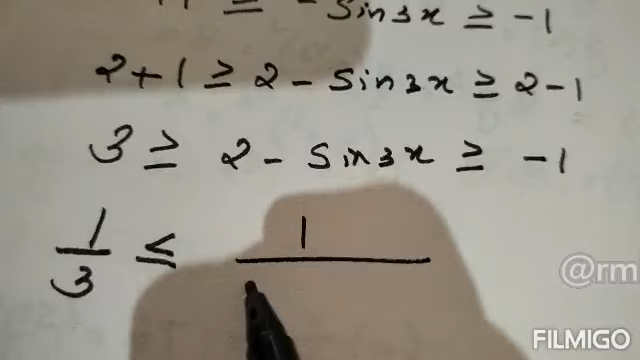 ≥ - sin3x ≥ -1
2+1 ≥ 2 - sin3x ≥ 2-1
3 ≥ 2 - sin3x ≥ -1
1/3 ≤ 1/
@rm
FILMIGO